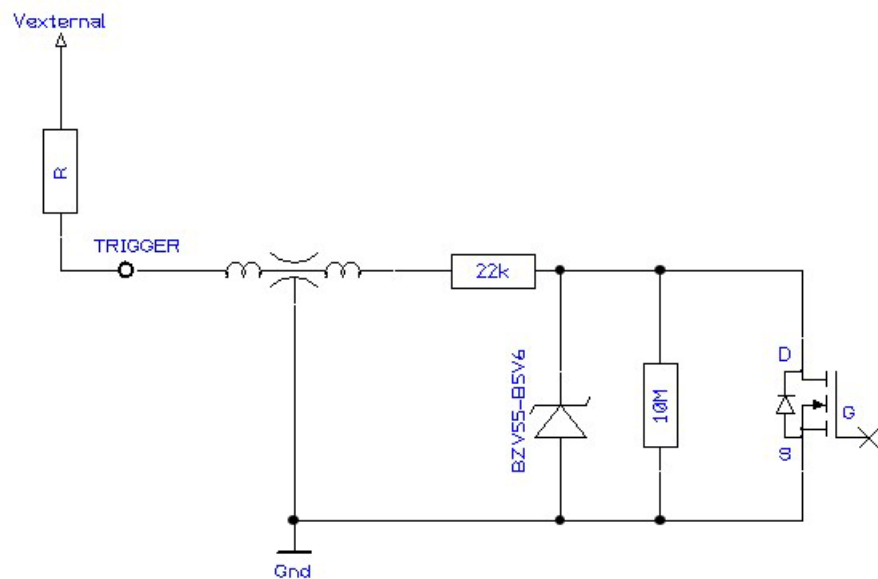 Vexternal
R
TRIGGER
22k
BZV55-B5V6
10M
D
G
S
Gnd